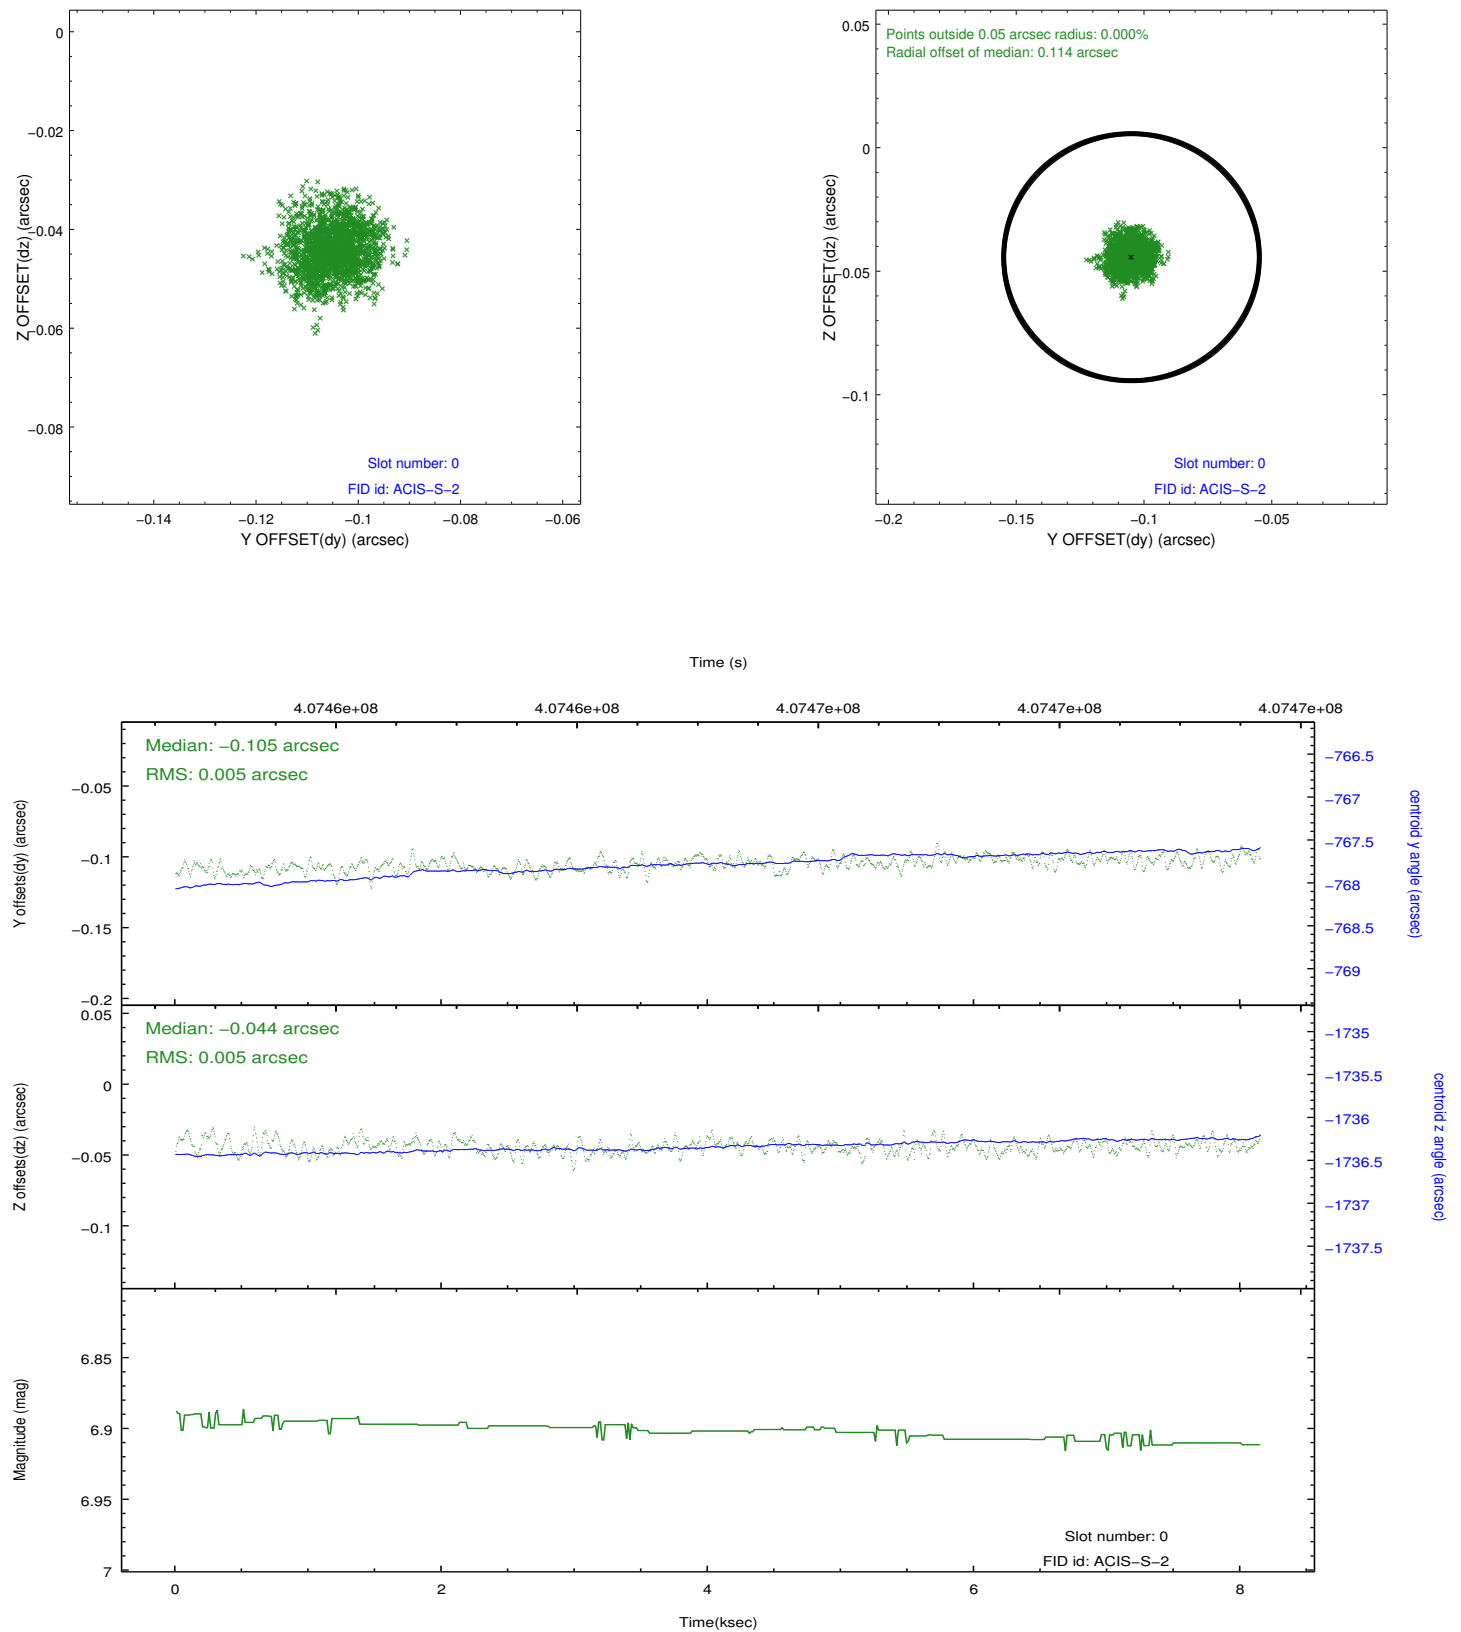 0
−0.02
−0.04
−0.06
−0.08
Z OFFSET(dz) (arcsec)
Slot number: 0
FID id: ACIS−S−2
−0.14
−0.12
−0.1
−0.08
−0.06
Y OFFSET(dy) (arcsec)
Points outside 0.05 arcsec radius: 0.000%
Radial offset of median: 0.114 arcsec
0.05
0
−0.05
−0.1
Z OFFSET(dz) (arcsec)
Slot number: 0
FID id: ACIS−S−2
−0.2
−0.15
−0.1
−0.05
Y OFFSET(dy) (arcsec)
Time (s)
4.0746e+08
4.0746e+08
4.0747e+08
4.0747e+08
4.0747e+08
Median: −0.105 arcsec
RMS: 0.005 arcsec
−0.05
−0.1
−0.15
−0.2
Y offsets(dy) (arcsec)
−766.5
−767
−767.5
−768
−768.5
−769
centroid y angle (arcsec)
Median: −0.044 arcsec
RMS: 0.005 arcsec
0.05
0
−0.05
−0.1
Z offsets(dz) (arcsec)
−1735
−1735.5
−1736
−1736.5
−1737
−1737.5
centroid z angle (arcsec)
6.85
6.9
6.95
7
Magnitude (mag)
Slot number: 0
FID id: ACIS−S−2
0
2
4
6
8
Time(ksec)